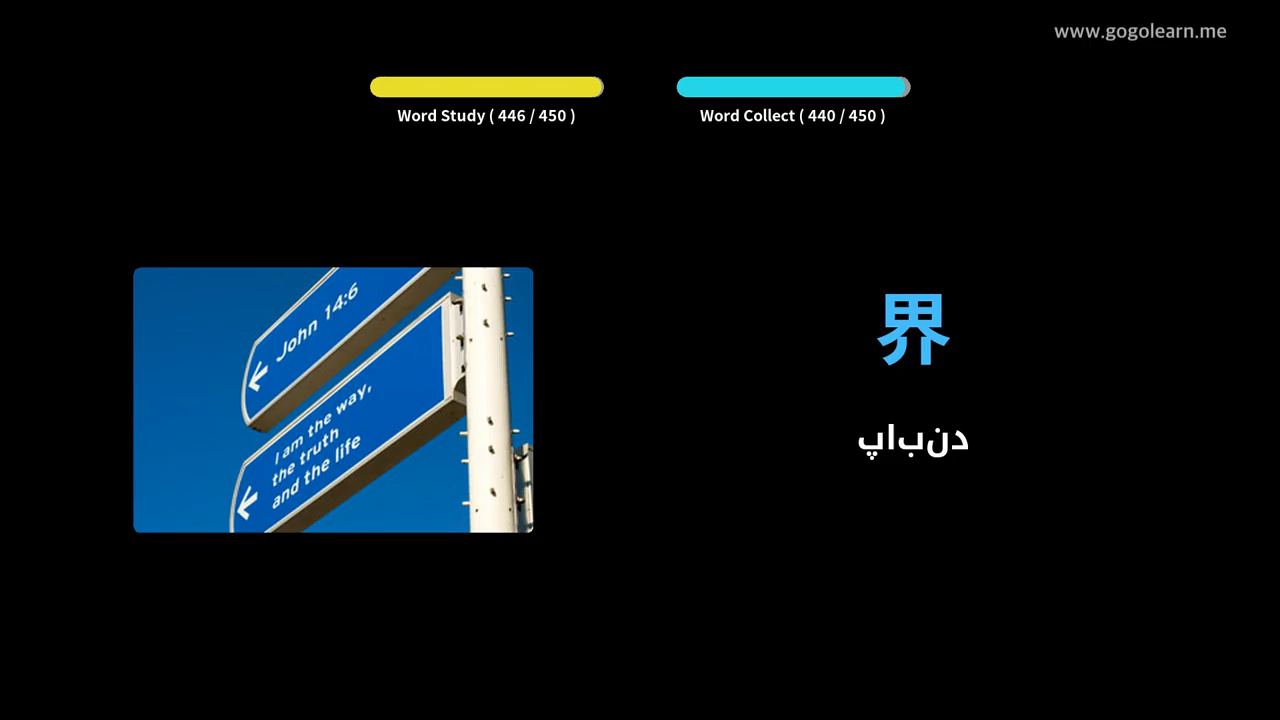 www.gogolearn.me
Word Study ( 446 / 450 )
Word Collect ( 440 / 450 )
John 14:6
I am the way,
the truth
and the life
界
دنباپ